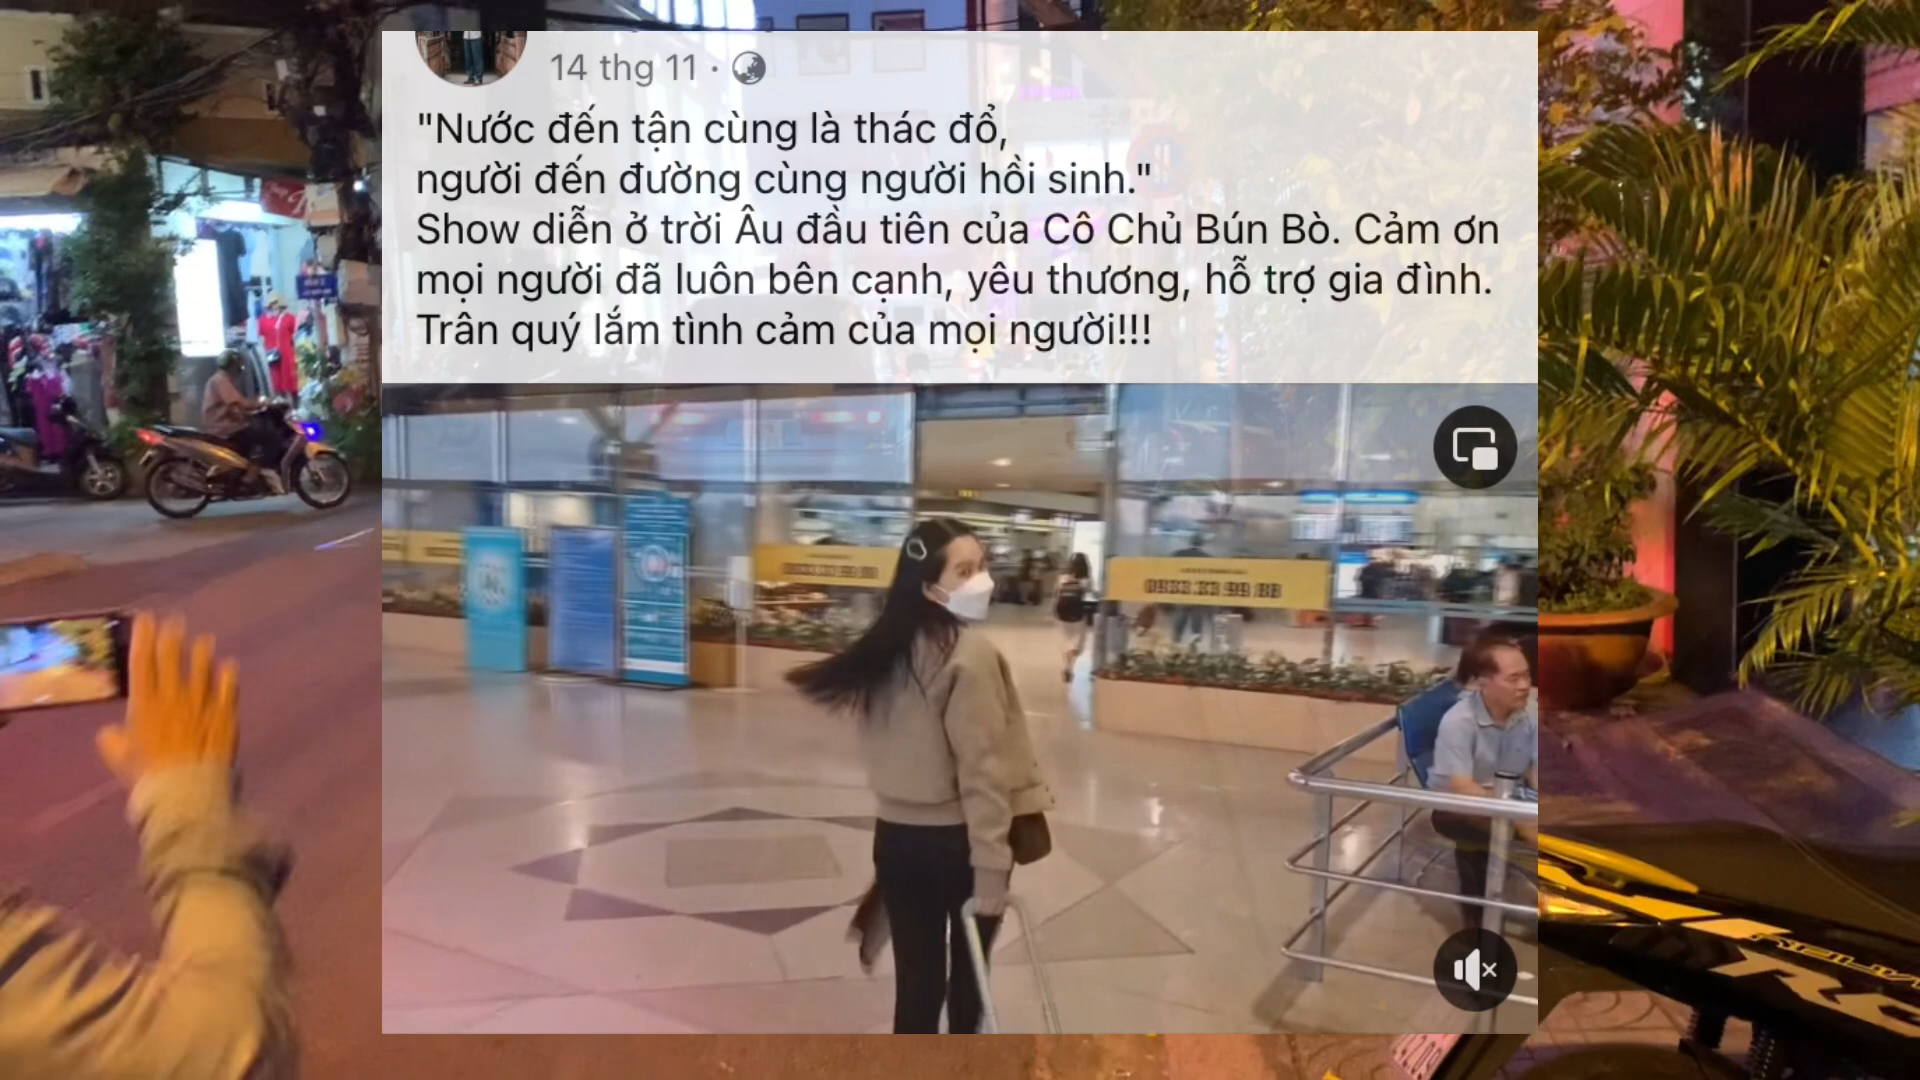 14 thg 11 ·
"Nước đến tận cùng là thác đổ,
người đến đường cùng người hồi sinh."
Show diễn ở trời Âu đầu tiên của Cô Chủ Bún Bò. Cảm ơn
mọi người đã luôn bên cạnh, yêu thương, hỗ trợ gia đình.
Trân quý lắm tình cảm của mọi người!!!